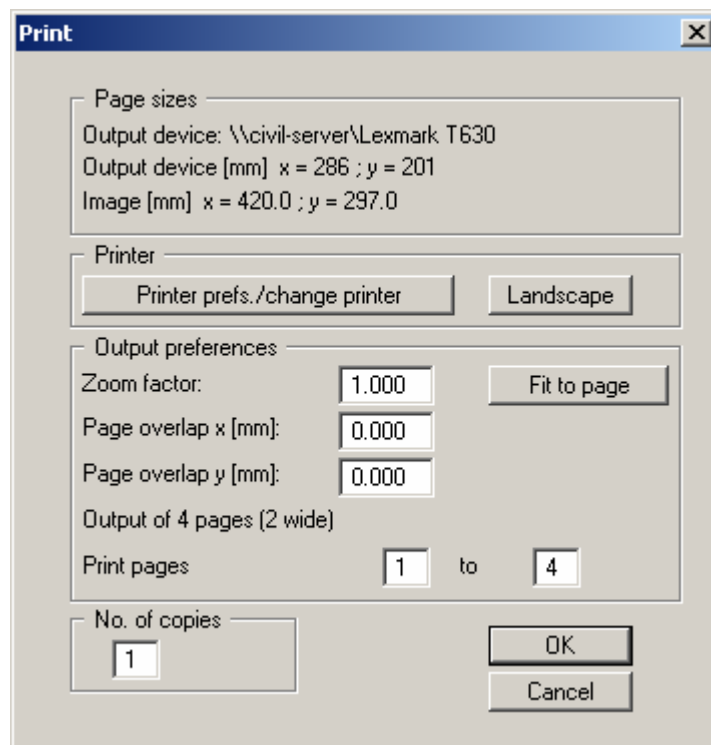 Print
Page sizes
Output device: \\civil-server\Lexmark T630
Output device [mm] x = 286 ; y = 201
Image [mm] x = 420.0 ; y = 297.0
Printer
Printer prefs./change printer Landscape
Output preferences
Zoom factor: 1.000 Fit to page
Page overlap x [mm]: 0.000
Page overlap y [mm]: 0.000
Output of 4 pages (2 wide)
Print pages 1 to 4
No. of copies
1
OK
Cancel